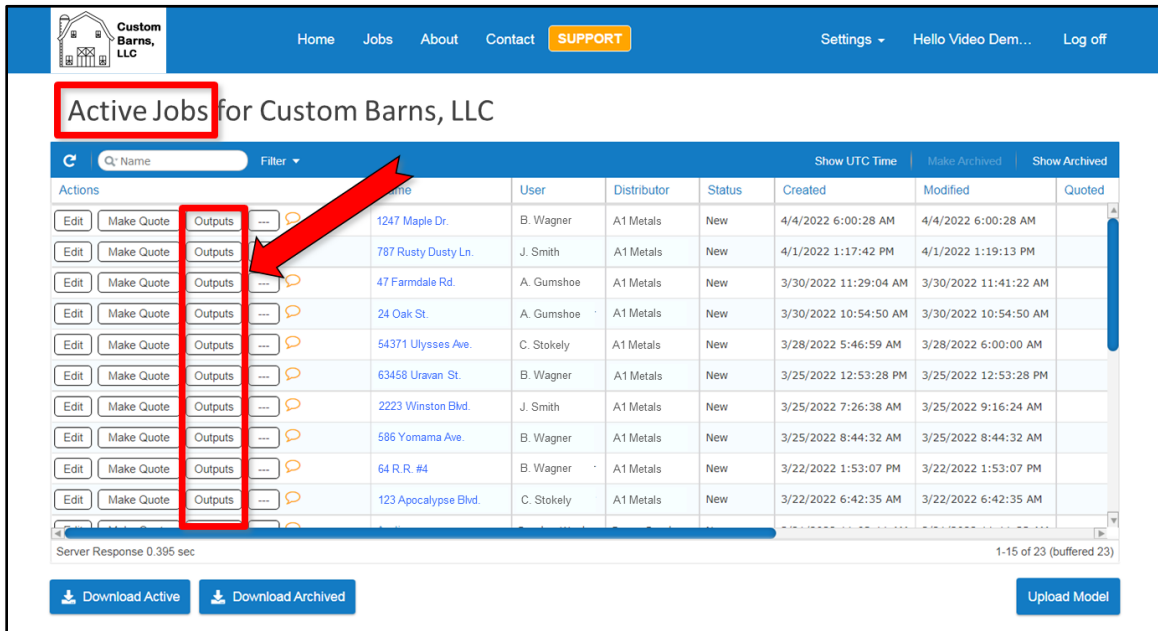 Custom
Barns,
LLC
Home Jobs About Contact SUPPORT Settings Hello Video Dem... Log off
Active Jobs for Custom Barns, LLC
Name Filter Show UTC Time Make Archived Show Archived
Actions User Distributor Status Created Modified Quoted
Edit Make Quote Outputs --- 1247 Maple Dr. B. Wagner A1 Metals New 4/4/2022 6:00:28 AM 4/4/2022 6:00:28 AM
Edit Make Quote Outputs 787 Rusty Dusty Ln. J. Smith A1 Metals New 4/1/2022 1:17:42 PM 4/1/2022 1:19:13 PM
Edit Make Quote Outputs --- 47 Farmdale Rd. A. Gumshoe A1 Metals New 3/30/2022 11:29:04 AM 3/30/2022 11:41:22 AM
Edit Make Quote Outputs --- 24 Oak St. A. Gumshoe A1 Metals New 3/30/2022 10:54:50 AM 3/30/2022 10:54:50 AM
Edit Make Quote Outputs --- 54371 Ulysses Ave. C. Stokely A1 Metals New 3/28/2022 5:46:59 AM 3/28/2022 6:00:00 AM
Edit Make Quote Outputs --- 63458 Uravan St. B. Wagner A1 Metals New 3/25/2022 12:53:28 PM 3/25/2022 12:53:28 PM
Edit Make Quote Outputs --- 2223 Winston Blvd. J. Smith A1 Metals New 3/25/2022 7:26:38 AM 3/25/2022 9:16:24 AM
Edit Make Quote Outputs --- 586 Yomama Ave. B. Wagner A1 Metals New 3/25/2022 8:44:32 AM 3/25/2022 8:44:32 AM
Edit Make Quote Outputs --- 64 R.R. #4 B. Wagner A1 Metals New 3/22/2022 1:53:07 PM 3/22/2022 1:53:07 PM
Edit Make Quote Outputs --- 123 Apocalypse Blvd. C. Stokely A1 Metals New 3/22/2022 6:42:35 AM 3/22/2022 6:42:35 AM
Server Response 0.395 sec 1-15 of 23 (buffered 23)
Download Active Download Archived Upload Model